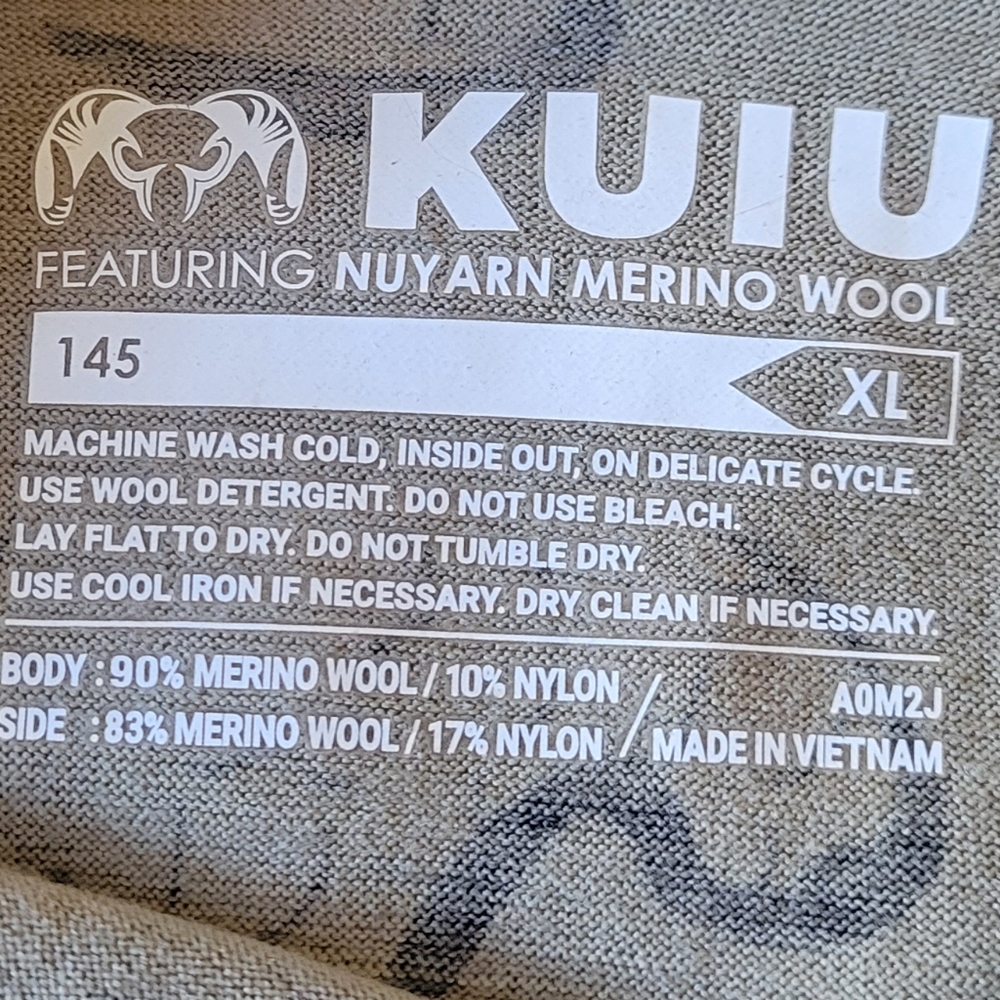 KUIU
FEATURING NUYARN MERINO WOOL
145 XL
MACHINE WASH COLD, INSIDE OUT, ON DELICATE CYCLE.
USE WOOL DETERGENT. DO NOT USE BLEACH.
LAY FLAT TO DRY. DO NOT TUMBLE DRY.
USE COOL IRON IF NECESSARY. DRY CLEAN IF NECESSARY.
BODY : 90% MERINO WOOL / 10% NYLON / A0M2J
SIDE : 83% MERINO WOOL / 17% NYLON / MADE IN VIETNAM